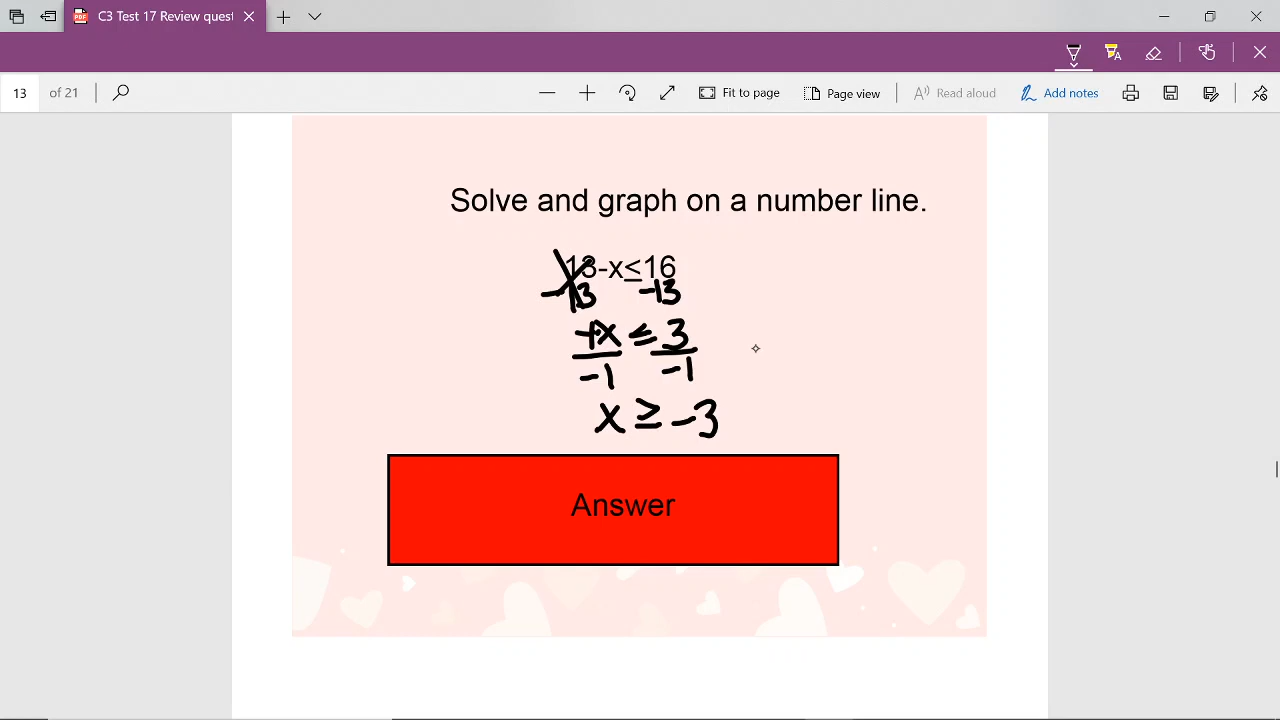 C3 Test 17 Review quest
13 of 21
Fit to page
Page view
Read aloud
Add notes
Solve and graph on a number line.
13-x≤16
-13 -13
-1x ≤ 3
-1 -1
x ≥ -3
Answer